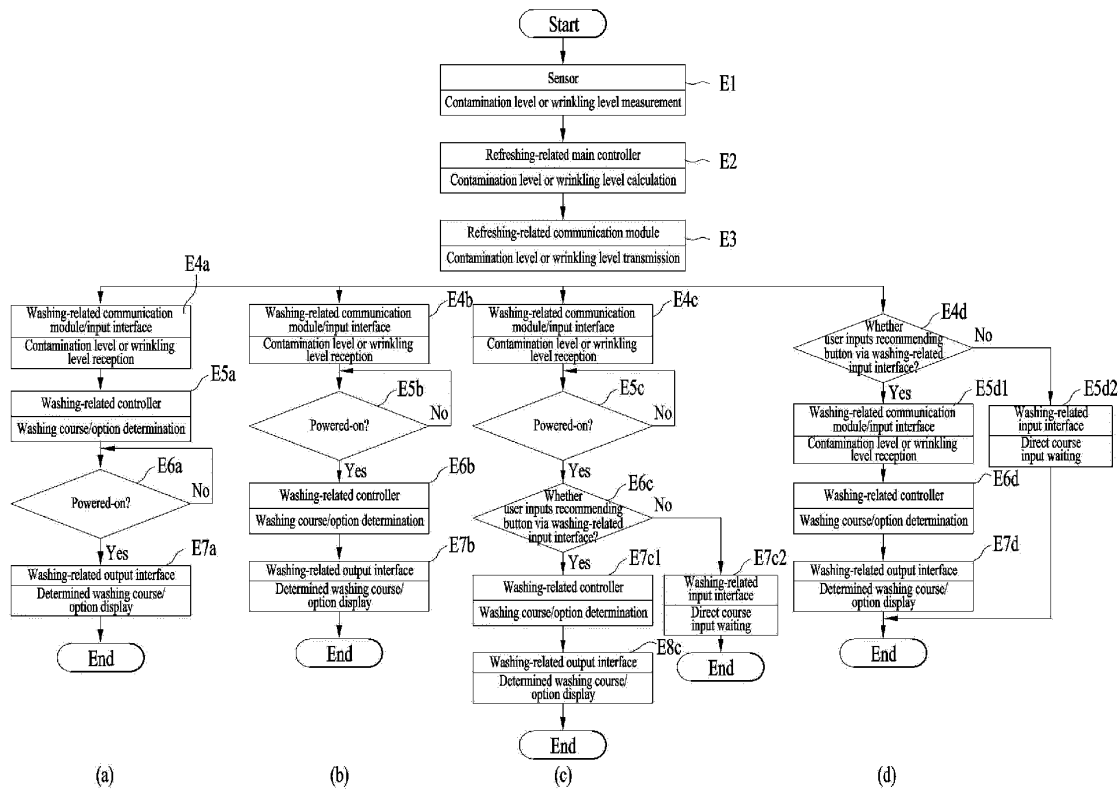 Start
Sensor
E1
Contamination level or wrinkling level measurement
Refreshing-related main controller
E2
Contamination level or wrinkling level calculation
Refreshing-related communication module
E3
Contamination level or wrinkling level transmission
E4a
Washing-related communication
module/input interface
Contamination level or wrinkling
level reception
E5a
Washing-related controller
Washing course/option determination
E6a
Powered-on?
No
Yes
E7a
Washing-related output interface
Determined washing course/
option display
End
(a)
E4b
Washing-related communication
module/input interface
Contamination level or wrinkling
level reception
E5b
Powered-on?
No
Yes
E6b
Washing-related controller
Washing course/option determination
E7b
Washing-related output interface
Determined washing course/
option display
End
(b)
E4c
Washing-related communication
module/input interface
Contamination level or wrinkling
level reception
E5c
Powered-on?
No
Yes
E6c
Whether
user inputs recommending
button via washing-related
input interface?
No
Yes
E7c1
Washing-related controller
Washing course/option determination
E7c2
Washing-related
input interface
Direct course
input waiting
End
E8c
Washing-related output interface
Determined washing course/
option display
End
(c)
E4d
Whether
user inputs recommending
button via washing-related
input interface?
No
Yes
E5d1
Washing-related communication
module/input interface
Contamination level or wrinkling
level reception
E5d2
Washing-related
input interface
Direct course
input waiting
E6d
Washing-related controller
Washing course/option determination
E7d
Washing-related output interface
Determined washing course/
option display
End
(d)